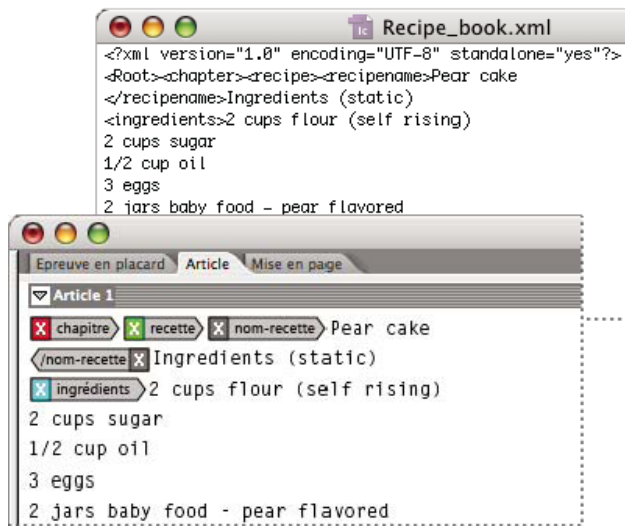 Recipe_book.xml
<?xml version="1.0" encoding="UTF-8" standalone="yes"?>
<Root><chapter><recipe><recipename>Pear cake
</recipename>Ingredients (static)
<ingredients>2 cups flour (self rising)
2 cups sugar
1/2 cup oil
3 eggs
2 jars baby food – pear flavored
Epreuve en placard Article Mise en page
Article 1
chapitre recette nom-recette Pear cake
/nom-recette Ingredients (static)
ingrédients 2 cups flour (self rising)
2 cups sugar
1/2 cup oil
3 eggs
2 jars baby food - pear flavored